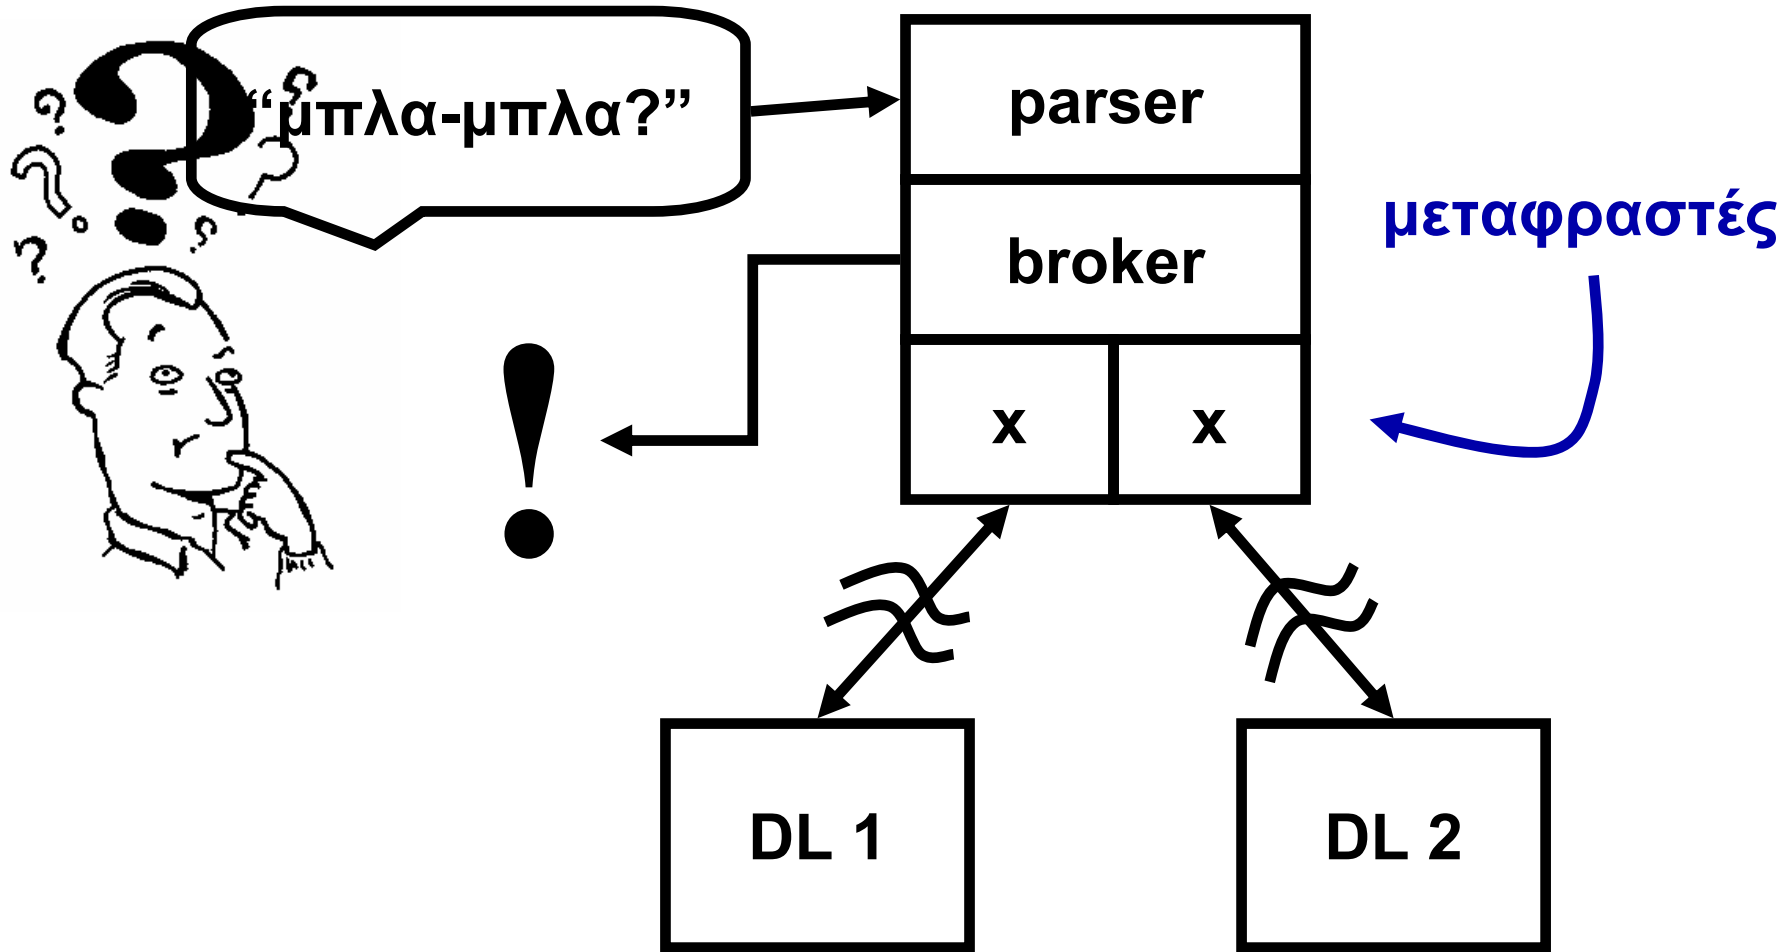 “μπλα-μπλα?”
parser
μεταφραστές
broker
x x
DL 1 DL 2